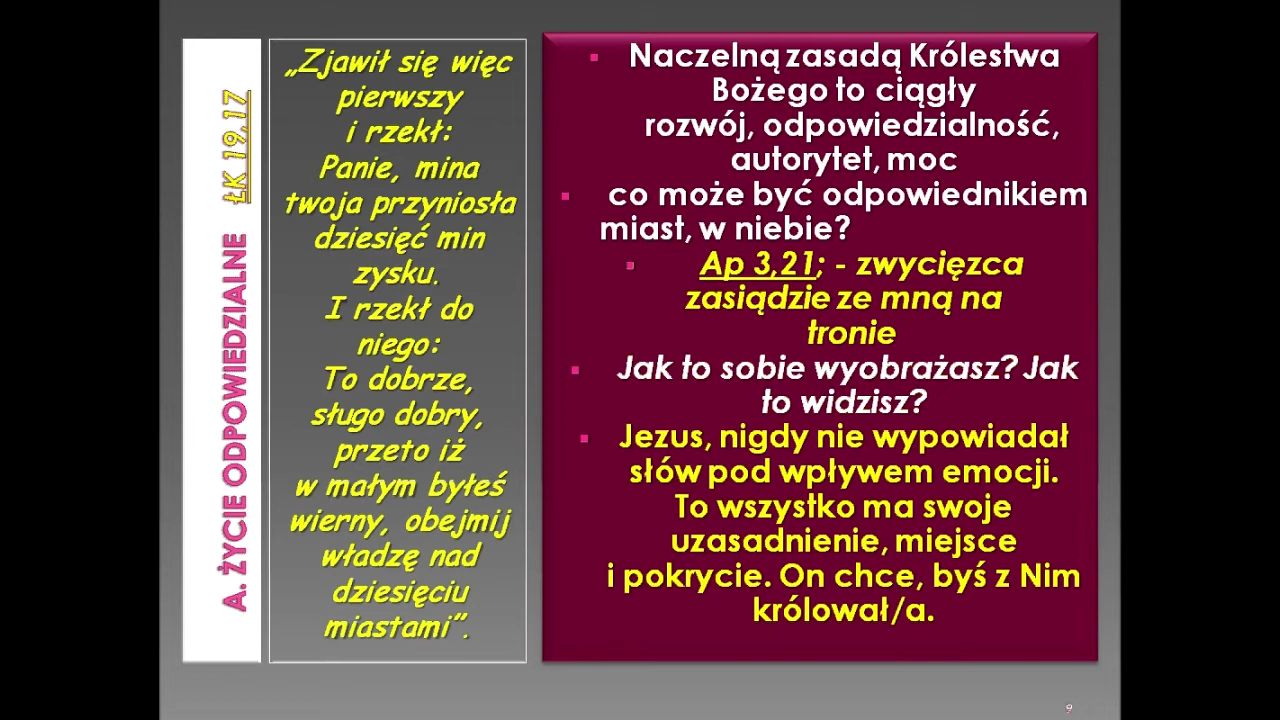 A. ŻYCIE ODPOWIEDZIALNE ŁK 19,17
„Zjawił się więc
pierwszy
i rzekł:
Panie, mina
twoja przyniosła
dziesięć min
zysku.
I rzekł do
niego:
To dobrze,
sługo dobry,
przeto iż
w małym byłeś
wierny, obejmij
władzę nad
dziesięciu
miastami”.
▪ Naczelną zasadą Królestwa
Bożego to ciągły
rozwój, odpowiedzialność,
autorytet, moc
▪ co może być odpowiednikiem
miast, w niebie?
▪ Ap 3,21; - zwycięzca
zasiądzie ze mną na
tronie
▪ Jak to sobie wyobrażasz? Jak
to widzisz?
▪ Jezus, nigdy nie wypowiadał
słów pod wpływem emocji.
To wszystko ma swoje
uzasadnienie, miejsce
i pokrycie. On chce, byś z Nim
królował/a.
9